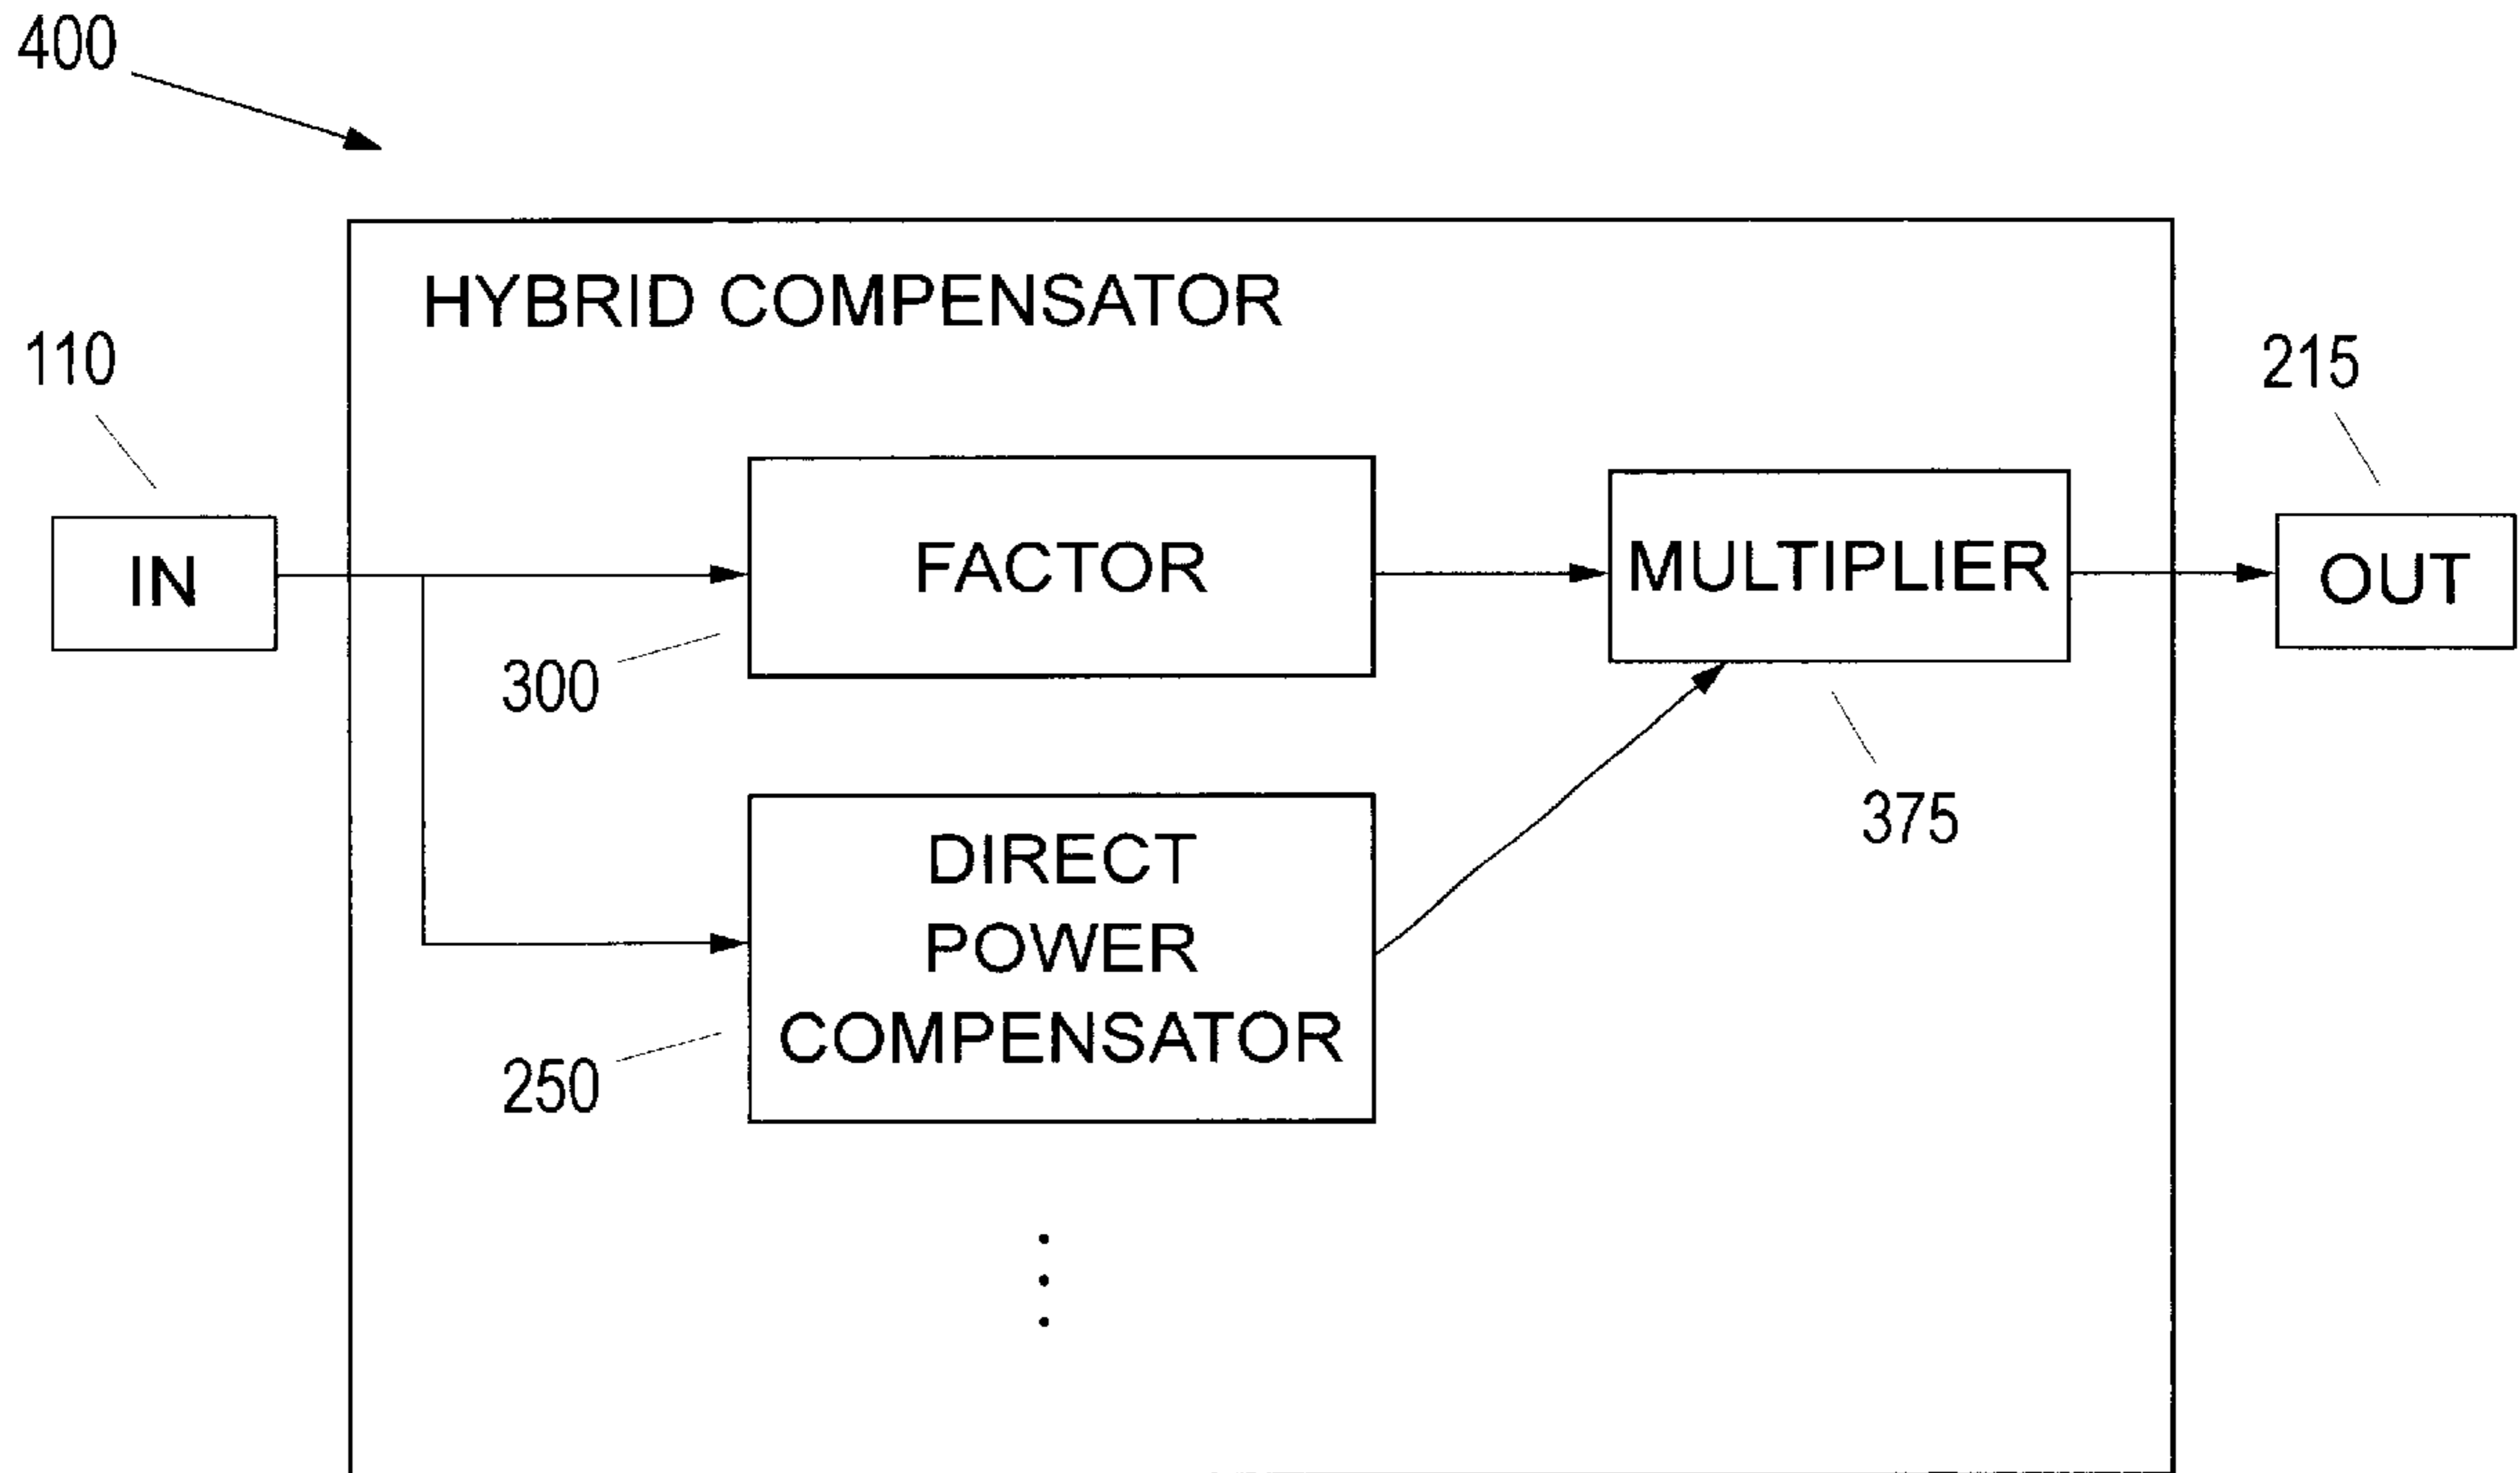 400
HYBRID COMPENSATOR
110
215
IN
FACTOR
MULTIPLIER
OUT
300
375
DIRECT
POWER
COMPENSATOR
250